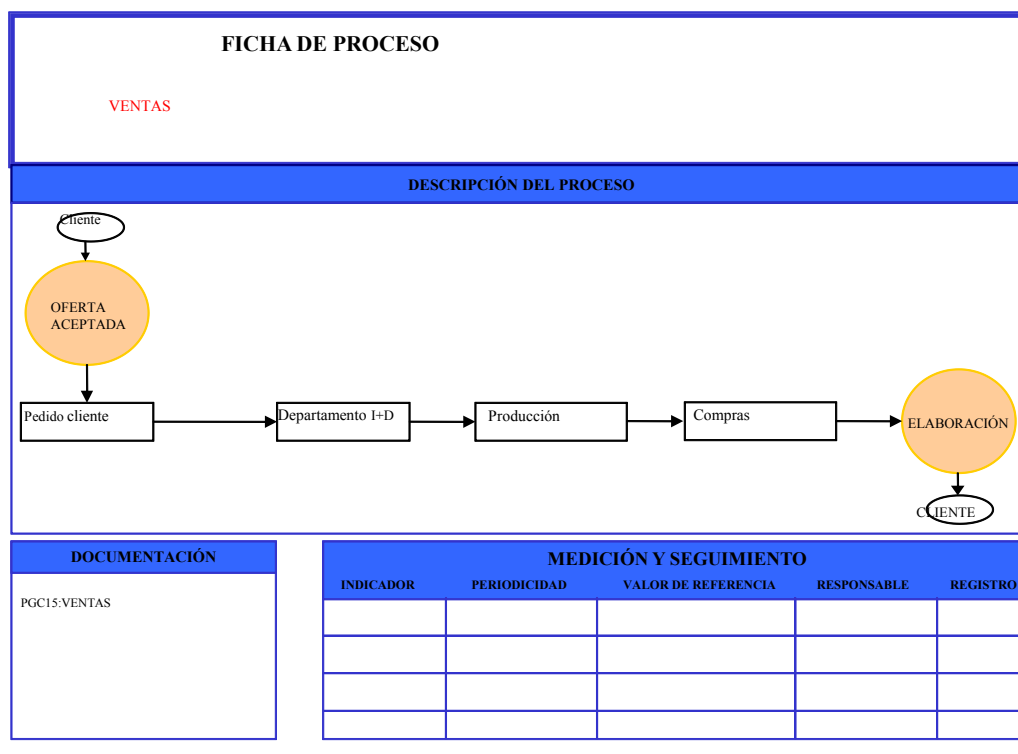 FICHA DE PROCESO
VENTAS
DESCRIPCIÓN DEL PROCESO
Cliente
OFERTA
ACEPTADA
Pedido cliente
Departamento I+D
Producción
Compras
ELABORACIÓN
CLIENTE
DOCUMENTACIÓN
PGC15:VENTAS
MEDICIÓN Y SEGUIMIENTO
INDICADOR PERIODICIDAD VALOR DE REFERENCIA RESPONSABLE REGISTRO